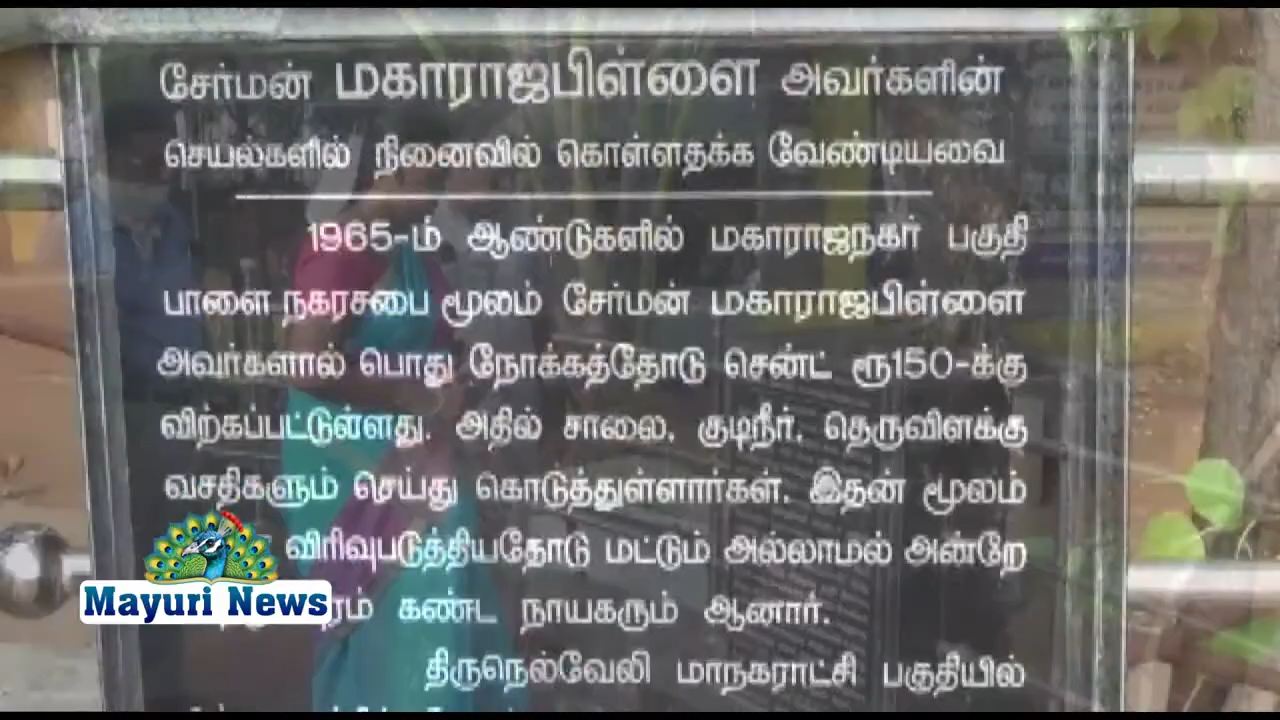 சேர்மன் மகாராஜபிள்ளை அவர்களின்
செயல்களில் நினைவில் கொள்ளதக்க வேண்டியவை
1965-ம் ஆண்டுகளில் மகாராஜநகர் பகுதி
பாளை நகரசபை மூலம் சேர்மன் மகாராஜபிள்ளை
அவர்களால் பொது நோக்கத்தோடு சென்ட் ரூ150-க்கு
விற்கப்பட்டுள்ளது. அதில் சாலை, குடிநீர், தெருவிளக்கு
வசதிகளும் செய்து கொடுத்துள்ளார்கள். இதன் மூலம்
விரிவுபடுத்தியதோடு மட்டும் அல்லாமல் அன்றே
கண்ட நாயகரும் ஆனார்.
திருநெல்வேலி மாநகராட்சி பகுதியில்
Mayuri News